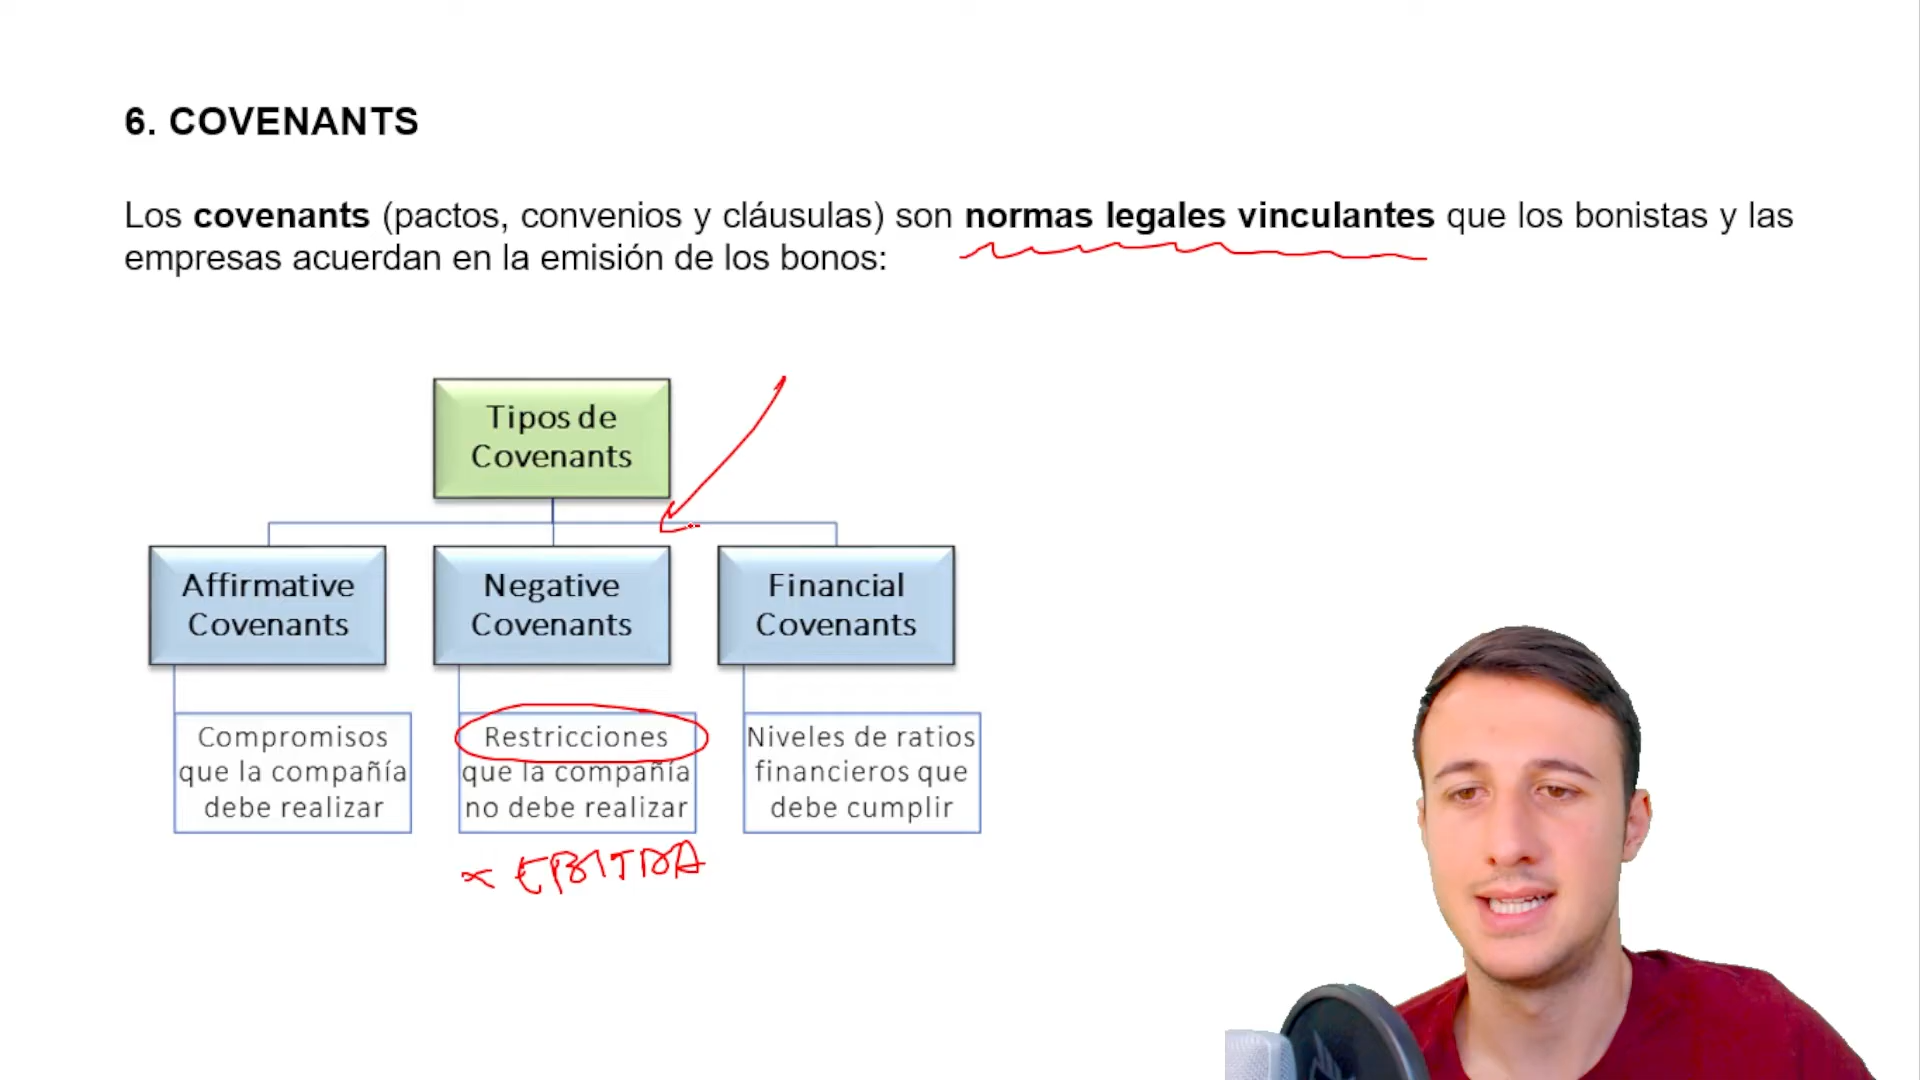 6. COVENANTS
Los covenants (pactos, convenios y cláusulas) son normas legales vinculantes que los bonistas y las
empresas acuerdan en la emisión de los bonos:
Tipos de
Covenants
Affirmative
Covenants
Negative
Covenants
Financial
Covenants
Compromisos
que la compañía
debe realizar
Restricciones
que la compañía
no debe realizar
Niveles de ratios
financieros que
debe cumplir
x EBITDA